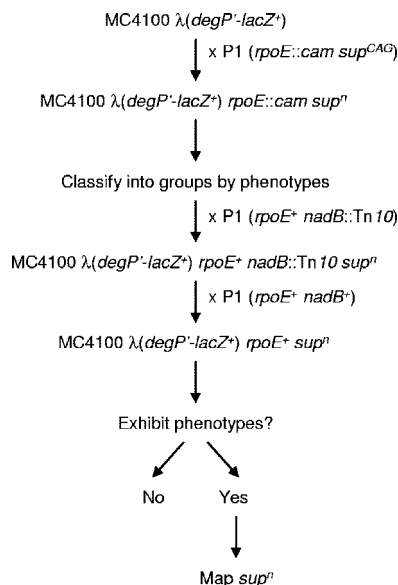 MC4100 λ(degP'-lacZ⁺)
x P1 (rpoE::cam supᶜᴬᴳ)
MC4100 λ(degP'-lacZ⁺) rpoE::cam supⁿ
Classify into groups by phenotypes
x P1 (rpoE⁺ nadB::Tn10)
MC4100 λ(degP'-lacZ⁺) rpoE⁺ nadB::Tn10 supⁿ
x P1 (rpoE⁺ nadB⁺)
MC4100 λ(degP'-lacZ⁺) rpoE⁺ supⁿ
Exhibit phenotypes?
No Yes
Map supⁿ